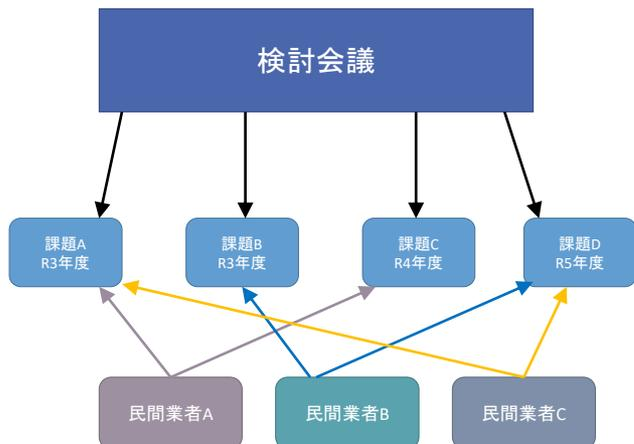 検討会議
課題A
R3年度
課題B
R3年度
課題C
R4年度
課題D
R5年度
民間業者A
民間業者B
民間業者C